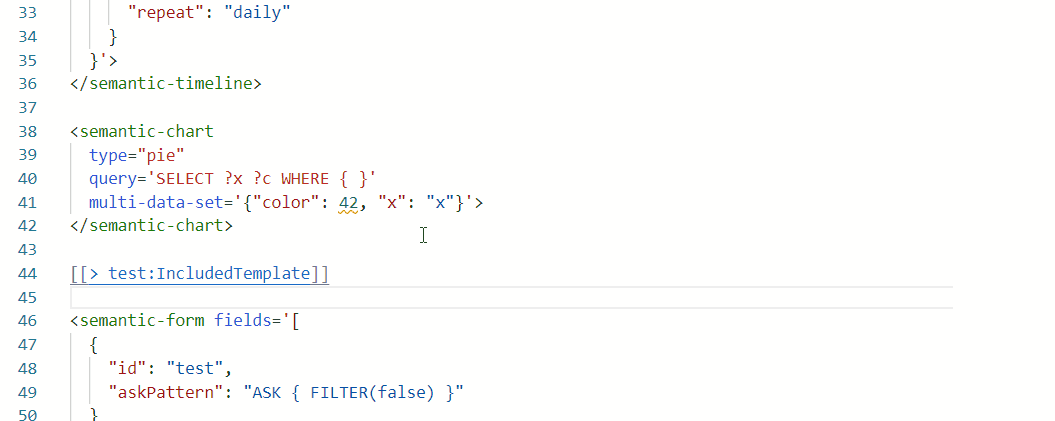 33 "repeat": "daily"
34 }
35 }'>
36 </semantic-timeline>
37
38 <semantic-chart
39 type="pie"
40 query='SELECT ?x ?c WHERE { }'
41 multi-data-set='{"color": 42, "x": "x"}'>
42 </semantic-chart>
43
44 [[> test:IncludedTemplate]]
45
46 <semantic-form fields='[
47 {
48 "id": "test",
49 "askPattern": "ASK { FILTER(false) }"
50 }